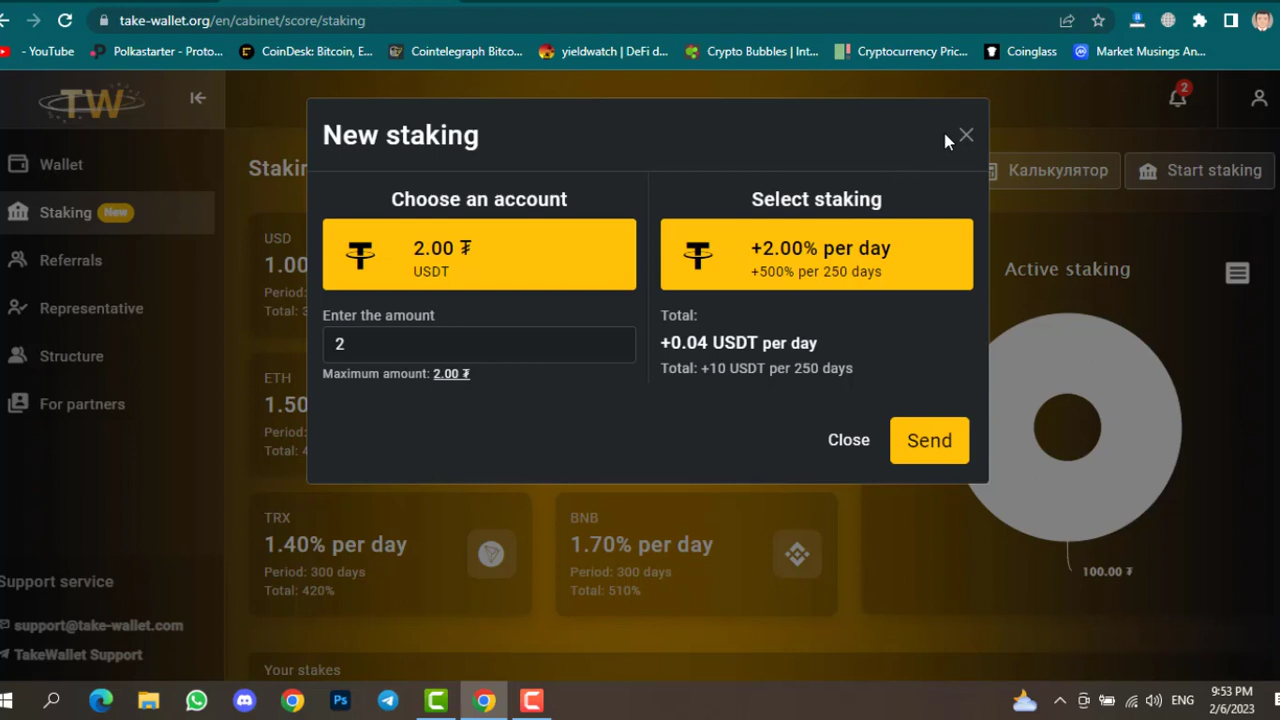 take-wallet.org/en/cabinet/score/staking
- YouTube
Polkastarter - Proto...
CoinDesk: Bitcoin, E...
Cointelegraph Bitco...
yieldwatch | DeFi d...
Crypto Bubbles | Int...
Cryptocurrency Pric...
Coinglass
Market Musings An...
TW
2
Wallet
Staking New
Referrals
Representative
Structure
For partners
Support service
support@take-wallet.com
TakeWallet Support
Stakin
Калькулятор
Start staking
New staking
Choose an account
2.00 ₮
USDT
Enter the amount
2
Maximum amount: 2.00 ₮
Select staking
+2.00% per day
+500% per 250 days
Total:
+0.04 USDT per day
Total: +10 USDT per 250 days
Close
Send
USD
1.00
Period:
Total: 3
ETH
1.50
Period:
Total: 4
TRX
1.40% per day
Period: 300 days
Total: 420%
BNB
1.70% per day
Period: 300 days
Total: 510%
Active staking
100.00 ₮
Your stakes
Ps
C
C
ENG
9:53 PM
2/6/2023